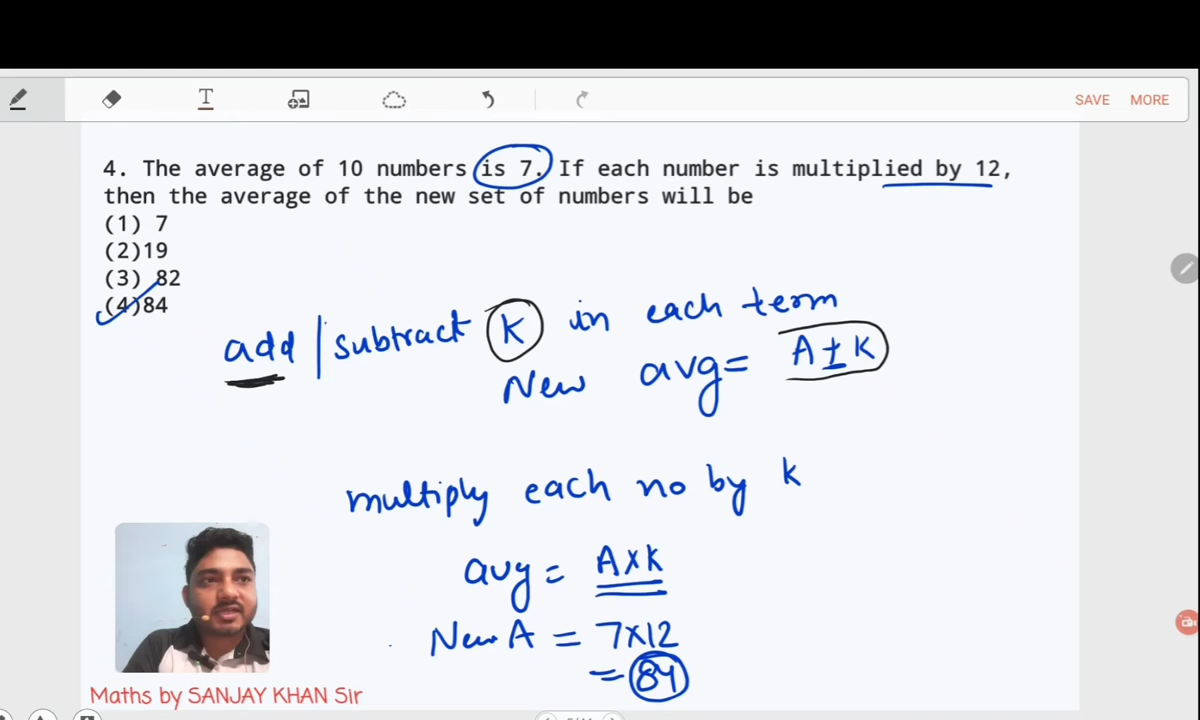 SAVE MORE
4. The average of 10 numbers is 7. If each number is multiplied by 12,
then the average of the new set of numbers will be
(1) 7
(2)19
(3) 82
(4)84
add | subtract K in each term
New avg = A ± K
multiply each no by k
avg = A x k
New A = 7x12
= 84
Maths by SANJAY KHAN Sir